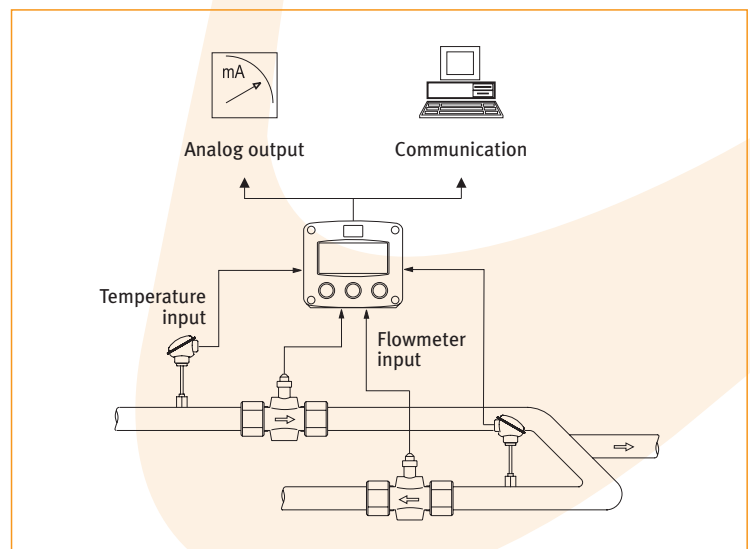 mA
Analog output
Communication
Temperature
input
Flowmeter
input